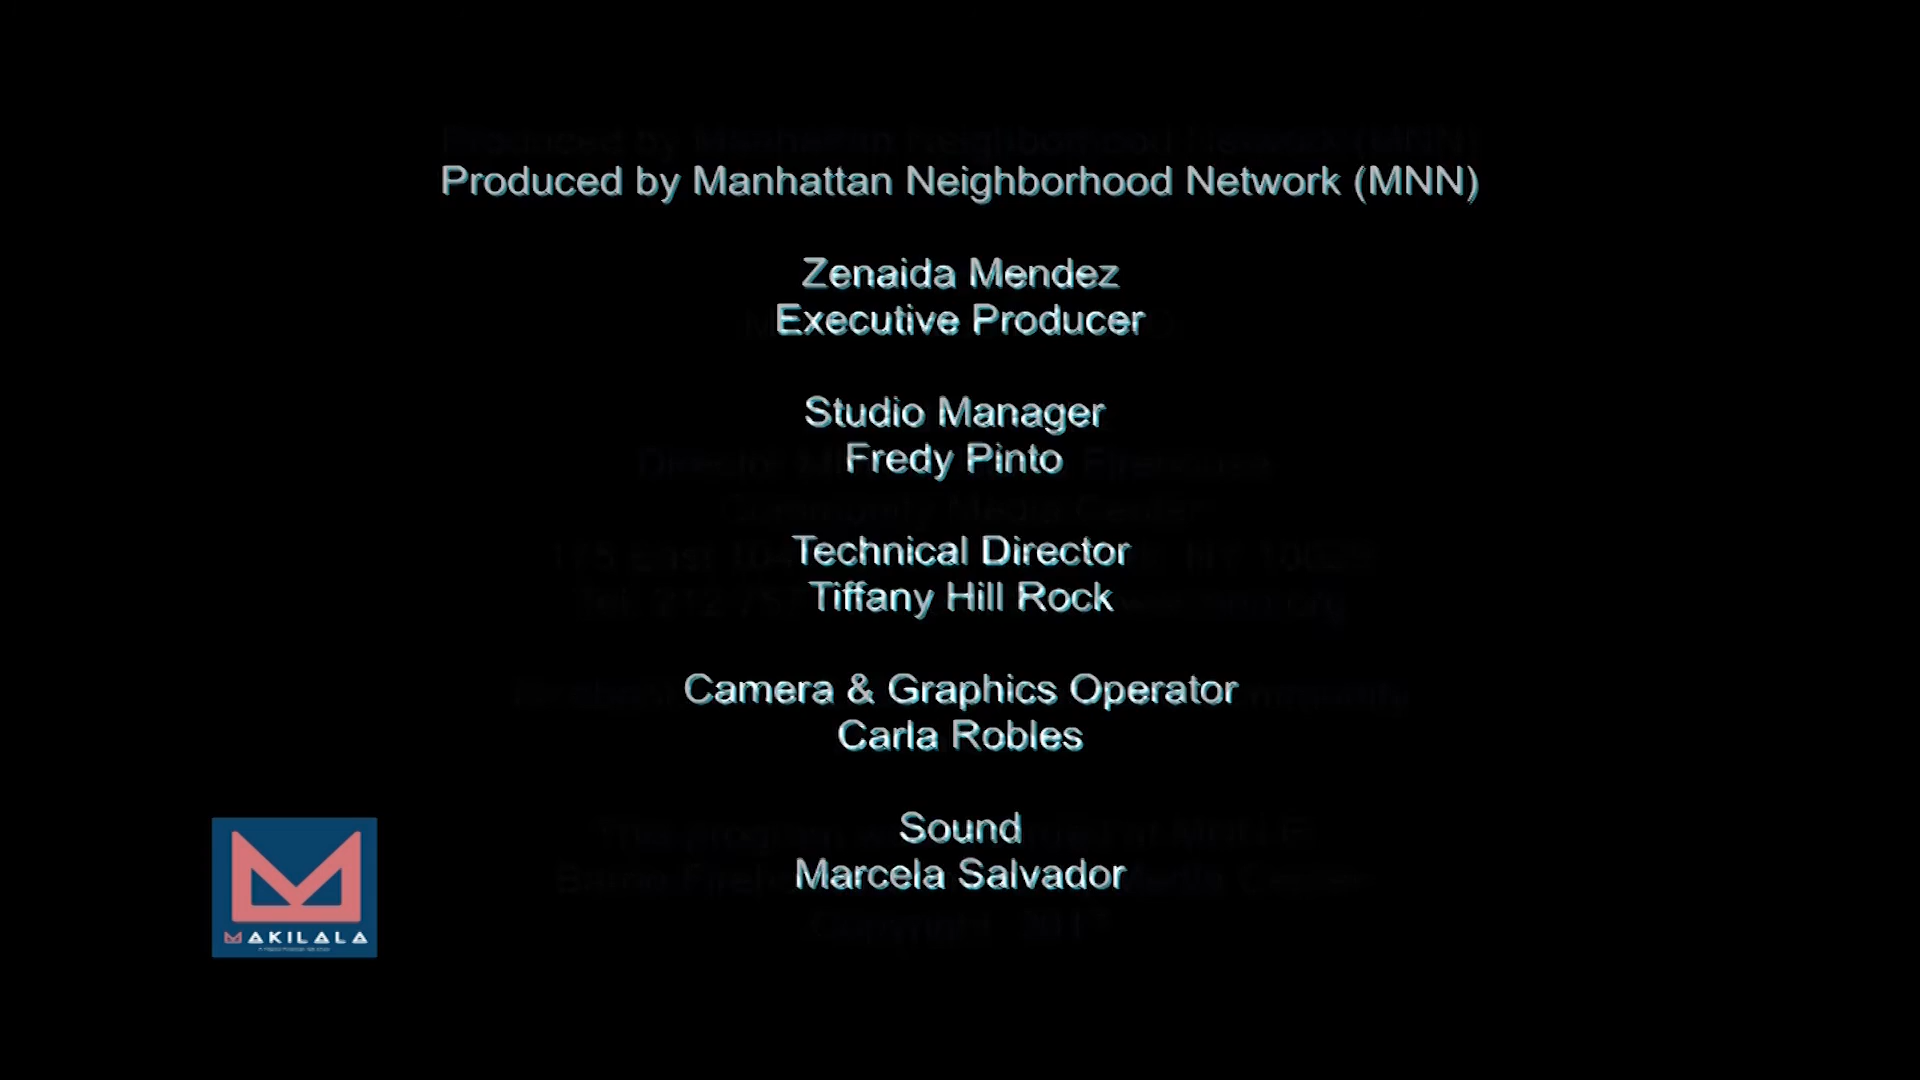 Produced by Manhattan Neighborhood Network (MNN)
Zenaida Mendez
Executive Producer
Studio Manager
Fredy Pinto
Technical Director
Tiffany Hill Rock
Camera & Graphics Operator
Carla Robles
Sound
Marcela Salvador
MAKILALA